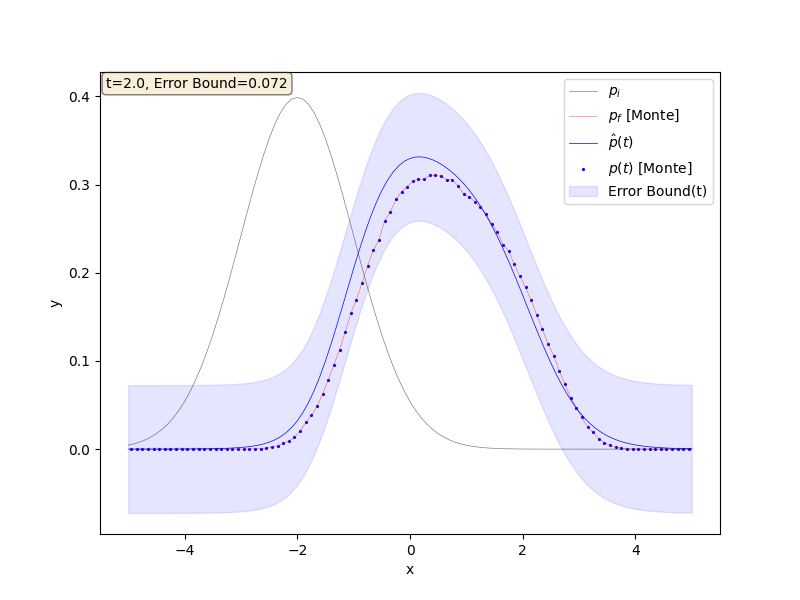 t=2.0, Error Bound=0.072
p_i
p_f [Monte]
p̂(t)
p(t) [Monte]
Error Bound(t)
0.4
0.3
0.2
0.1
0.0
y
−4
−2
0
2
4
x